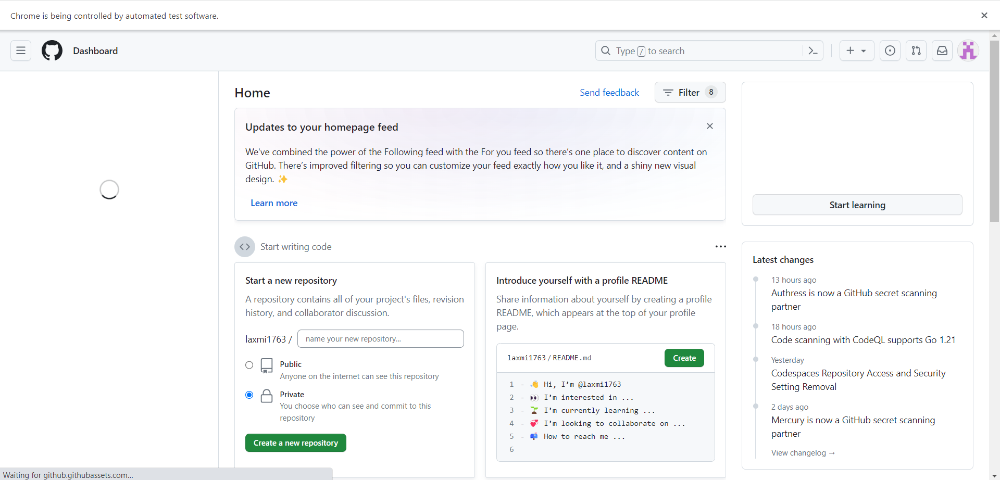 Chrome is being controlled by automated test software.
Dashboard
Type / to search
Home
Send feedback
Filter 8
Updates to your homepage feed
We've combined the power of the Following feed with the For you feed so there’s one place to discover content on
GitHub. There’s improved filtering so you can customize your feed exactly how you like it, and a shiny new visual
design. ✨
Learn more
Start writing code
Start a new repository
A repository contains all of your project's files, revision
history, and collaborator discussion.
laxmi1763 /
name your new repository...
Public
Anyone on the internet can see this repository
Private
You choose who can see and commit to this
repository
Create a new repository
Introduce yourself with a profile README
Share information about yourself by creating a profile
README, which appears at the top of your profile
page.
laxmi1763 / README.md
Create
1 - 👋 Hi, I’m @laxmi1763
2 - 👀 I’m interested in ...
3 - 🌱 I’m currently learning ...
4 - 💞️ I’m looking to collaborate on ...
5 - 📫 How to reach me ...
6
Start learning
Latest changes
13 hours ago
Authress is now a GitHub secret scanning
partner
18 hours ago
Code scanning with CodeQL supports Go 1.21
Yesterday
Codespaces Repository Access and Security
Setting Removal
2 days ago
Mercury is now a GitHub secret scanning
partner
View changelog →
Waiting for github.githubassets.com...